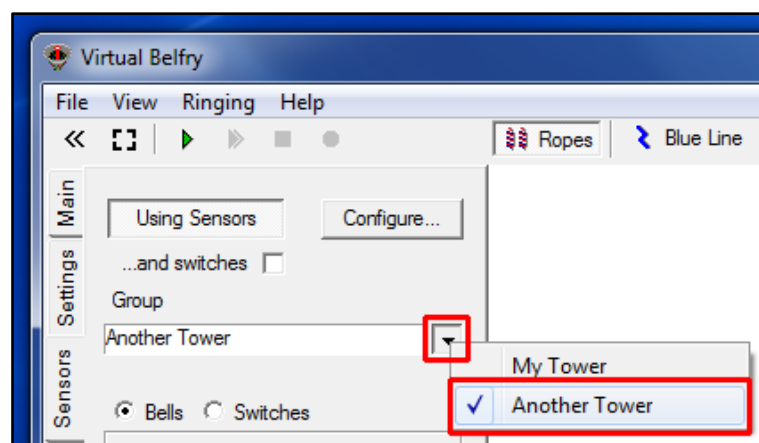 Virtual Belfry
File View Ringing Help
Ropes Blue Line
Main
Settings
Sensors
Using Sensors Configure...
...and switches
Group
Another Tower
My Tower
Another Tower
Bells Switches